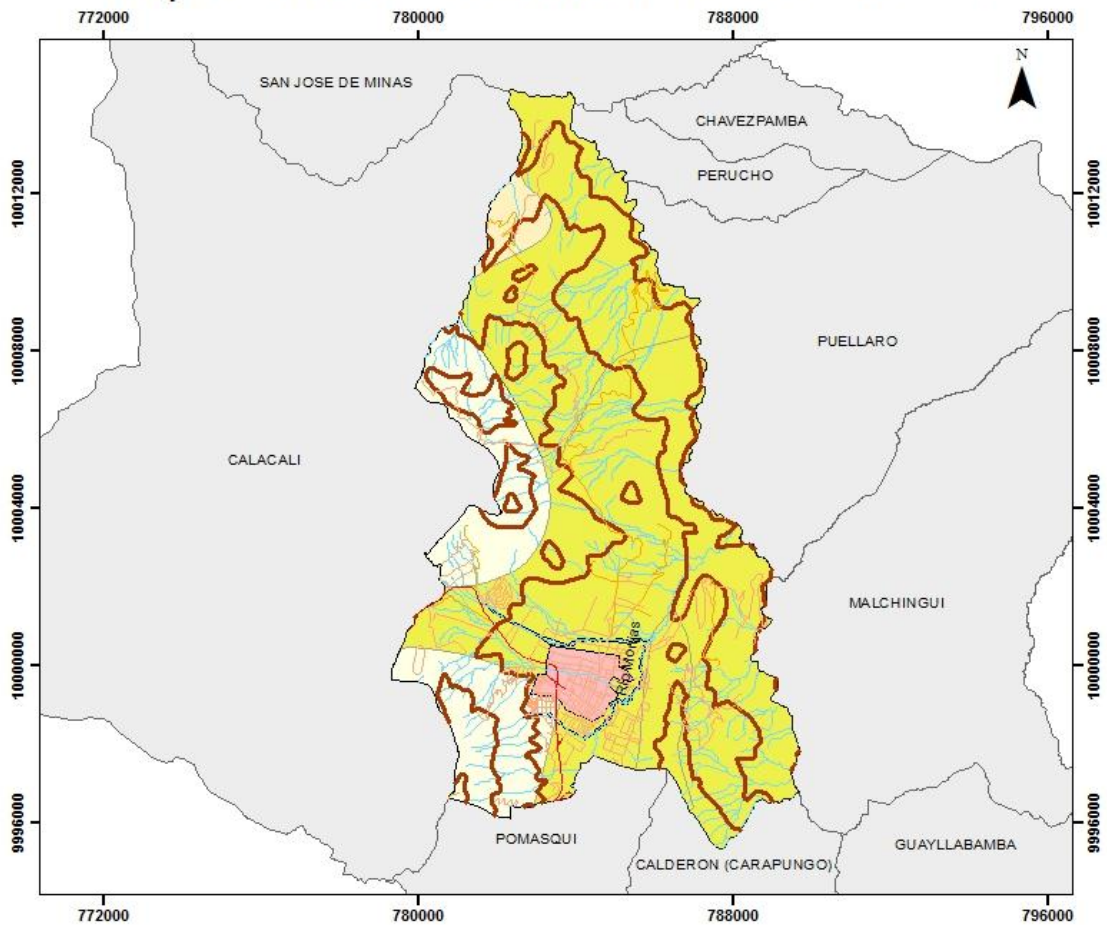 772000 780000 788000 796000
N
SAN JOSE DE MINAS
CHAVEZPAMBA
PERUCHO
10012000 10012000
PUELLARO
10008000 10008000
CALACALI
10004000 10004000
MALCHINGUI
Rio Monjas
10000000 10000000
POMASQUI
CALDERON (CARAPUNGO)
GUAYLLABAMBA
9996000 9996000
772000 780000 788000 796000